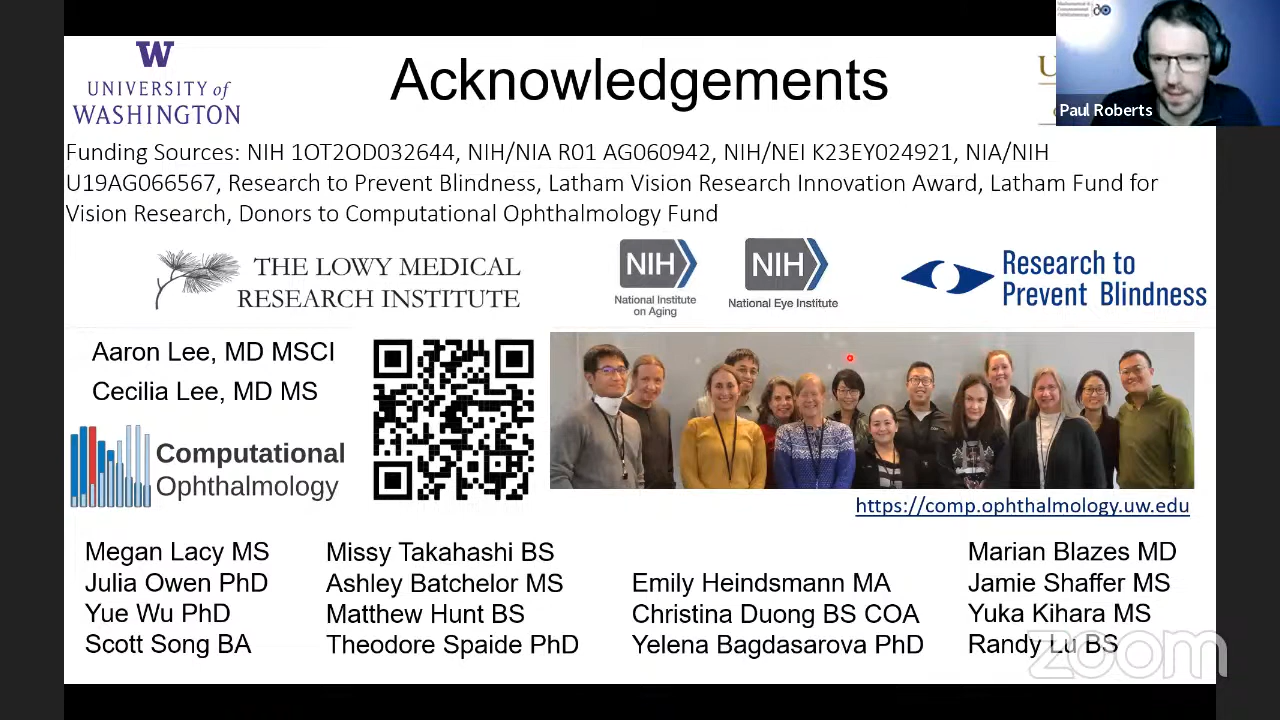 W
UNIVERSITY of
WASHINGTON
Acknowledgements
U
Paul Roberts
Funding Sources: NIH 1OT2OD032644, NIH/NIA R01 AG060942, NIH/NEI K23EY024921, NIA/NIH
U19AG066567, Research to Prevent Blindness, Latham Vision Research Innovation Award, Latham Fund for
Vision Research, Donors to Computational Ophthalmology Fund
THE LOWY MEDICAL
RESEARCH INSTITUTE
NIH
National Institute
on Aging
NIH
National Eye Institute
Research to
Prevent Blindness
Aaron Lee, MD MSCI
Cecilia Lee, MD MS
Computational
Ophthalmology
https://comp.ophthalmology.uw.edu
Megan Lacy MS
Julia Owen PhD
Yue Wu PhD
Scott Song BA
Missy Takahashi BS
Ashley Batchelor MS
Matthew Hunt BS
Theodore Spaide PhD
Emily Heindsmann MA
Christina Duong BS COA
Yelena Bagdasarova PhD
Marian Blazes MD
Jamie Shaffer MS
Yuka Kihara MS
Randy Lu BS
zoom